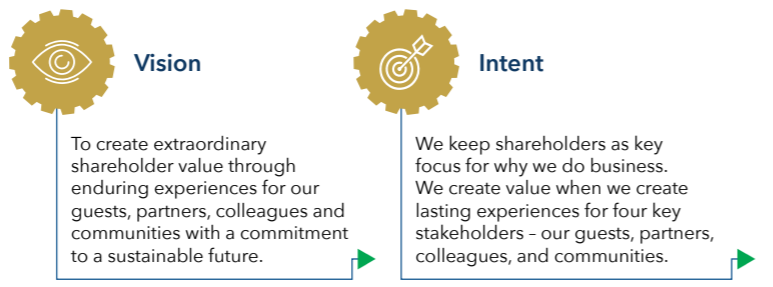 Vision
To create extraordinary
shareholder value through
enduring experiences for our
guests, partners, colleagues and
communities with a commitment
to a sustainable future.
Intent
We keep shareholders as key
focus for why we do business.
We create value when we create
lasting experiences for four key
stakeholders – our guests, partners,
colleagues, and communities.